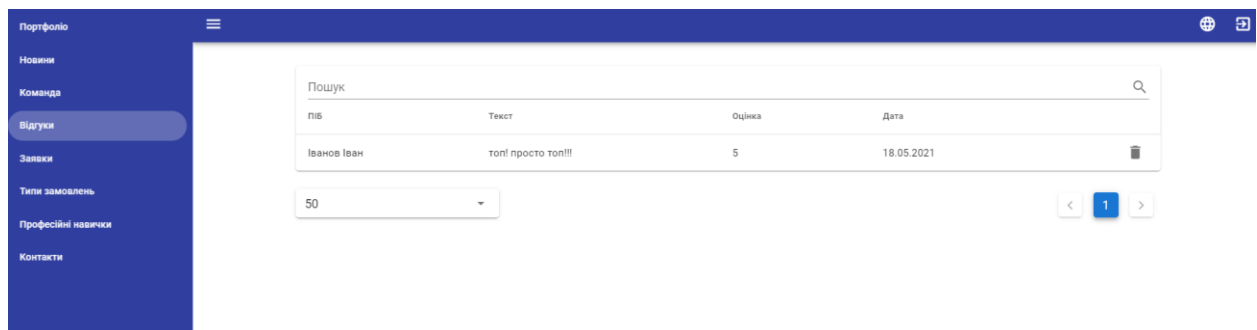 Портфоліо
Новини
Команда
Відгуки
Заявки
Типи замовлень
Професійні навички
Контакти
Пошук
ПІБ Текст Оцінка Дата
Іванов Іван топ! просто топ!!! 5 18.05.2021
50 1